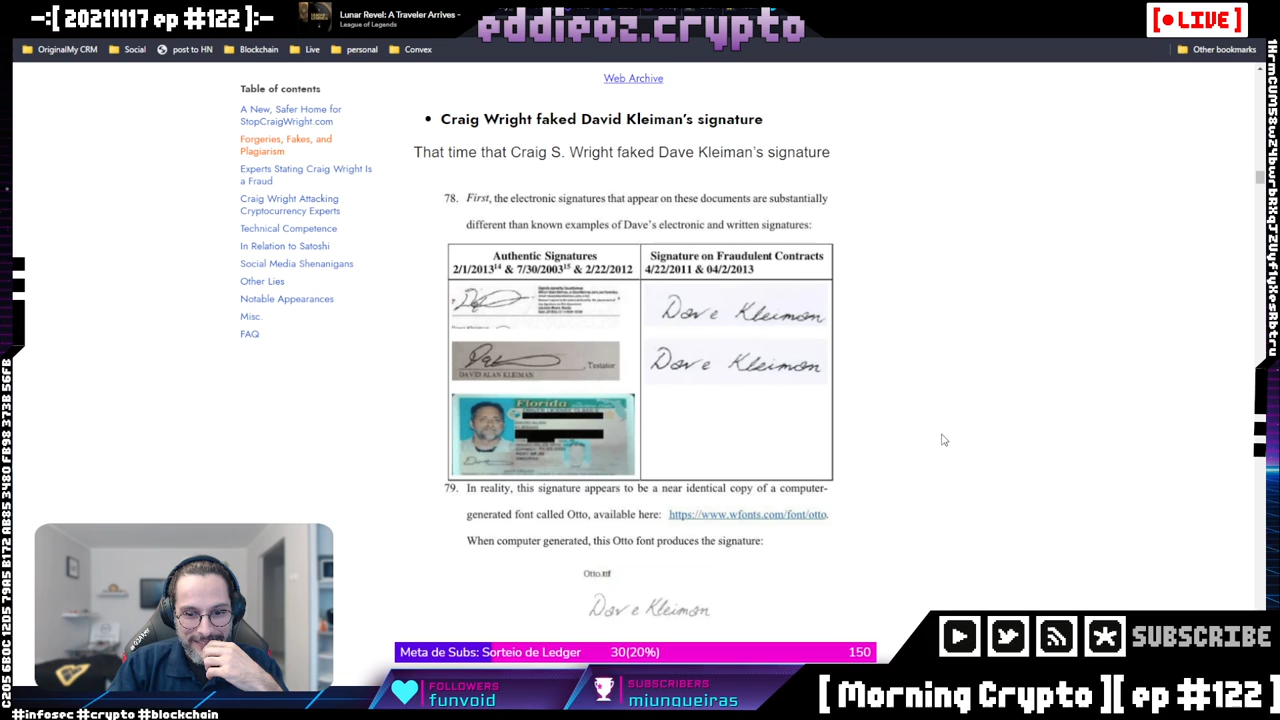 :[ 20211117 ep #122 ]:-
Lunar Revel: A Traveler Arrives -
League of Legends
eddieoz.crypto
[● LIVE ]
OriginalMy CRM
Social
post to HN
Blockchain
Live
personal
Convex
Other bookmarks
Web Archive
Table of contents
A New, Safer Home for
StopCraigWright.com
Forgeries, Fakes, and
Plagiarism
Experts Stating Craig Wright Is
a Fraud
Craig Wright Attacking
Cryptocurrency Experts
Technical Competence
In Relation to Satoshi
Social Media Shenanigans
Other Lies
Notable Appearances
Misc.
FAQ
• Craig Wright faked David Kleiman's signature
That time that Craig S. Wright faked Dave Kleiman's signature
78. First, the electronic signatures that appear on these documents are substantially
different than known examples of Dave's electronic and written signatures:
Authentic Signatures
2/1/2013¹⁴ & 7/30/2003¹⁵ & 2/22/2012
Signature on Fraudulent Contracts
4/22/2011 & 04/2/2013
Dave Kleiman
, Testator
DAVID ALAN KLEIMAN
Dave Kleiman
Florida
79. In reality, this signature appears to be a near identical copy of a computer-
generated font called Otto, available here: https://www.wfonts.com/font/otto.
When computer generated, this Otto font produces the signature:
Otto.ttf
Dave Kleiman
Meta de Subs: Sorteio de Ledger
30(20%)
150
SUBSCRIBE
FOLLOWERS
funvoid
SUBSCRIBERS
mjunqueiras
[ Morning Crypto ][ ep #122 ]
#infosec #crypto #blockchain